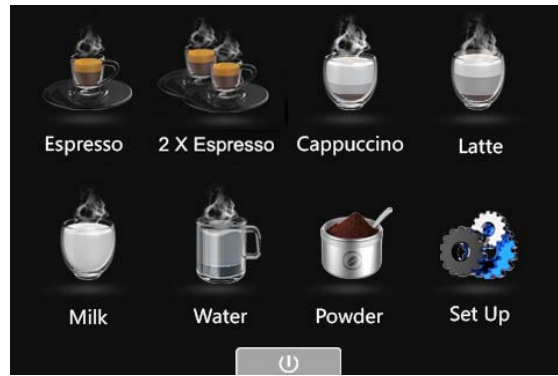 Espresso
2 X Espresso
Cappuccino
Latte
Milk
Water
Powder
Set Up